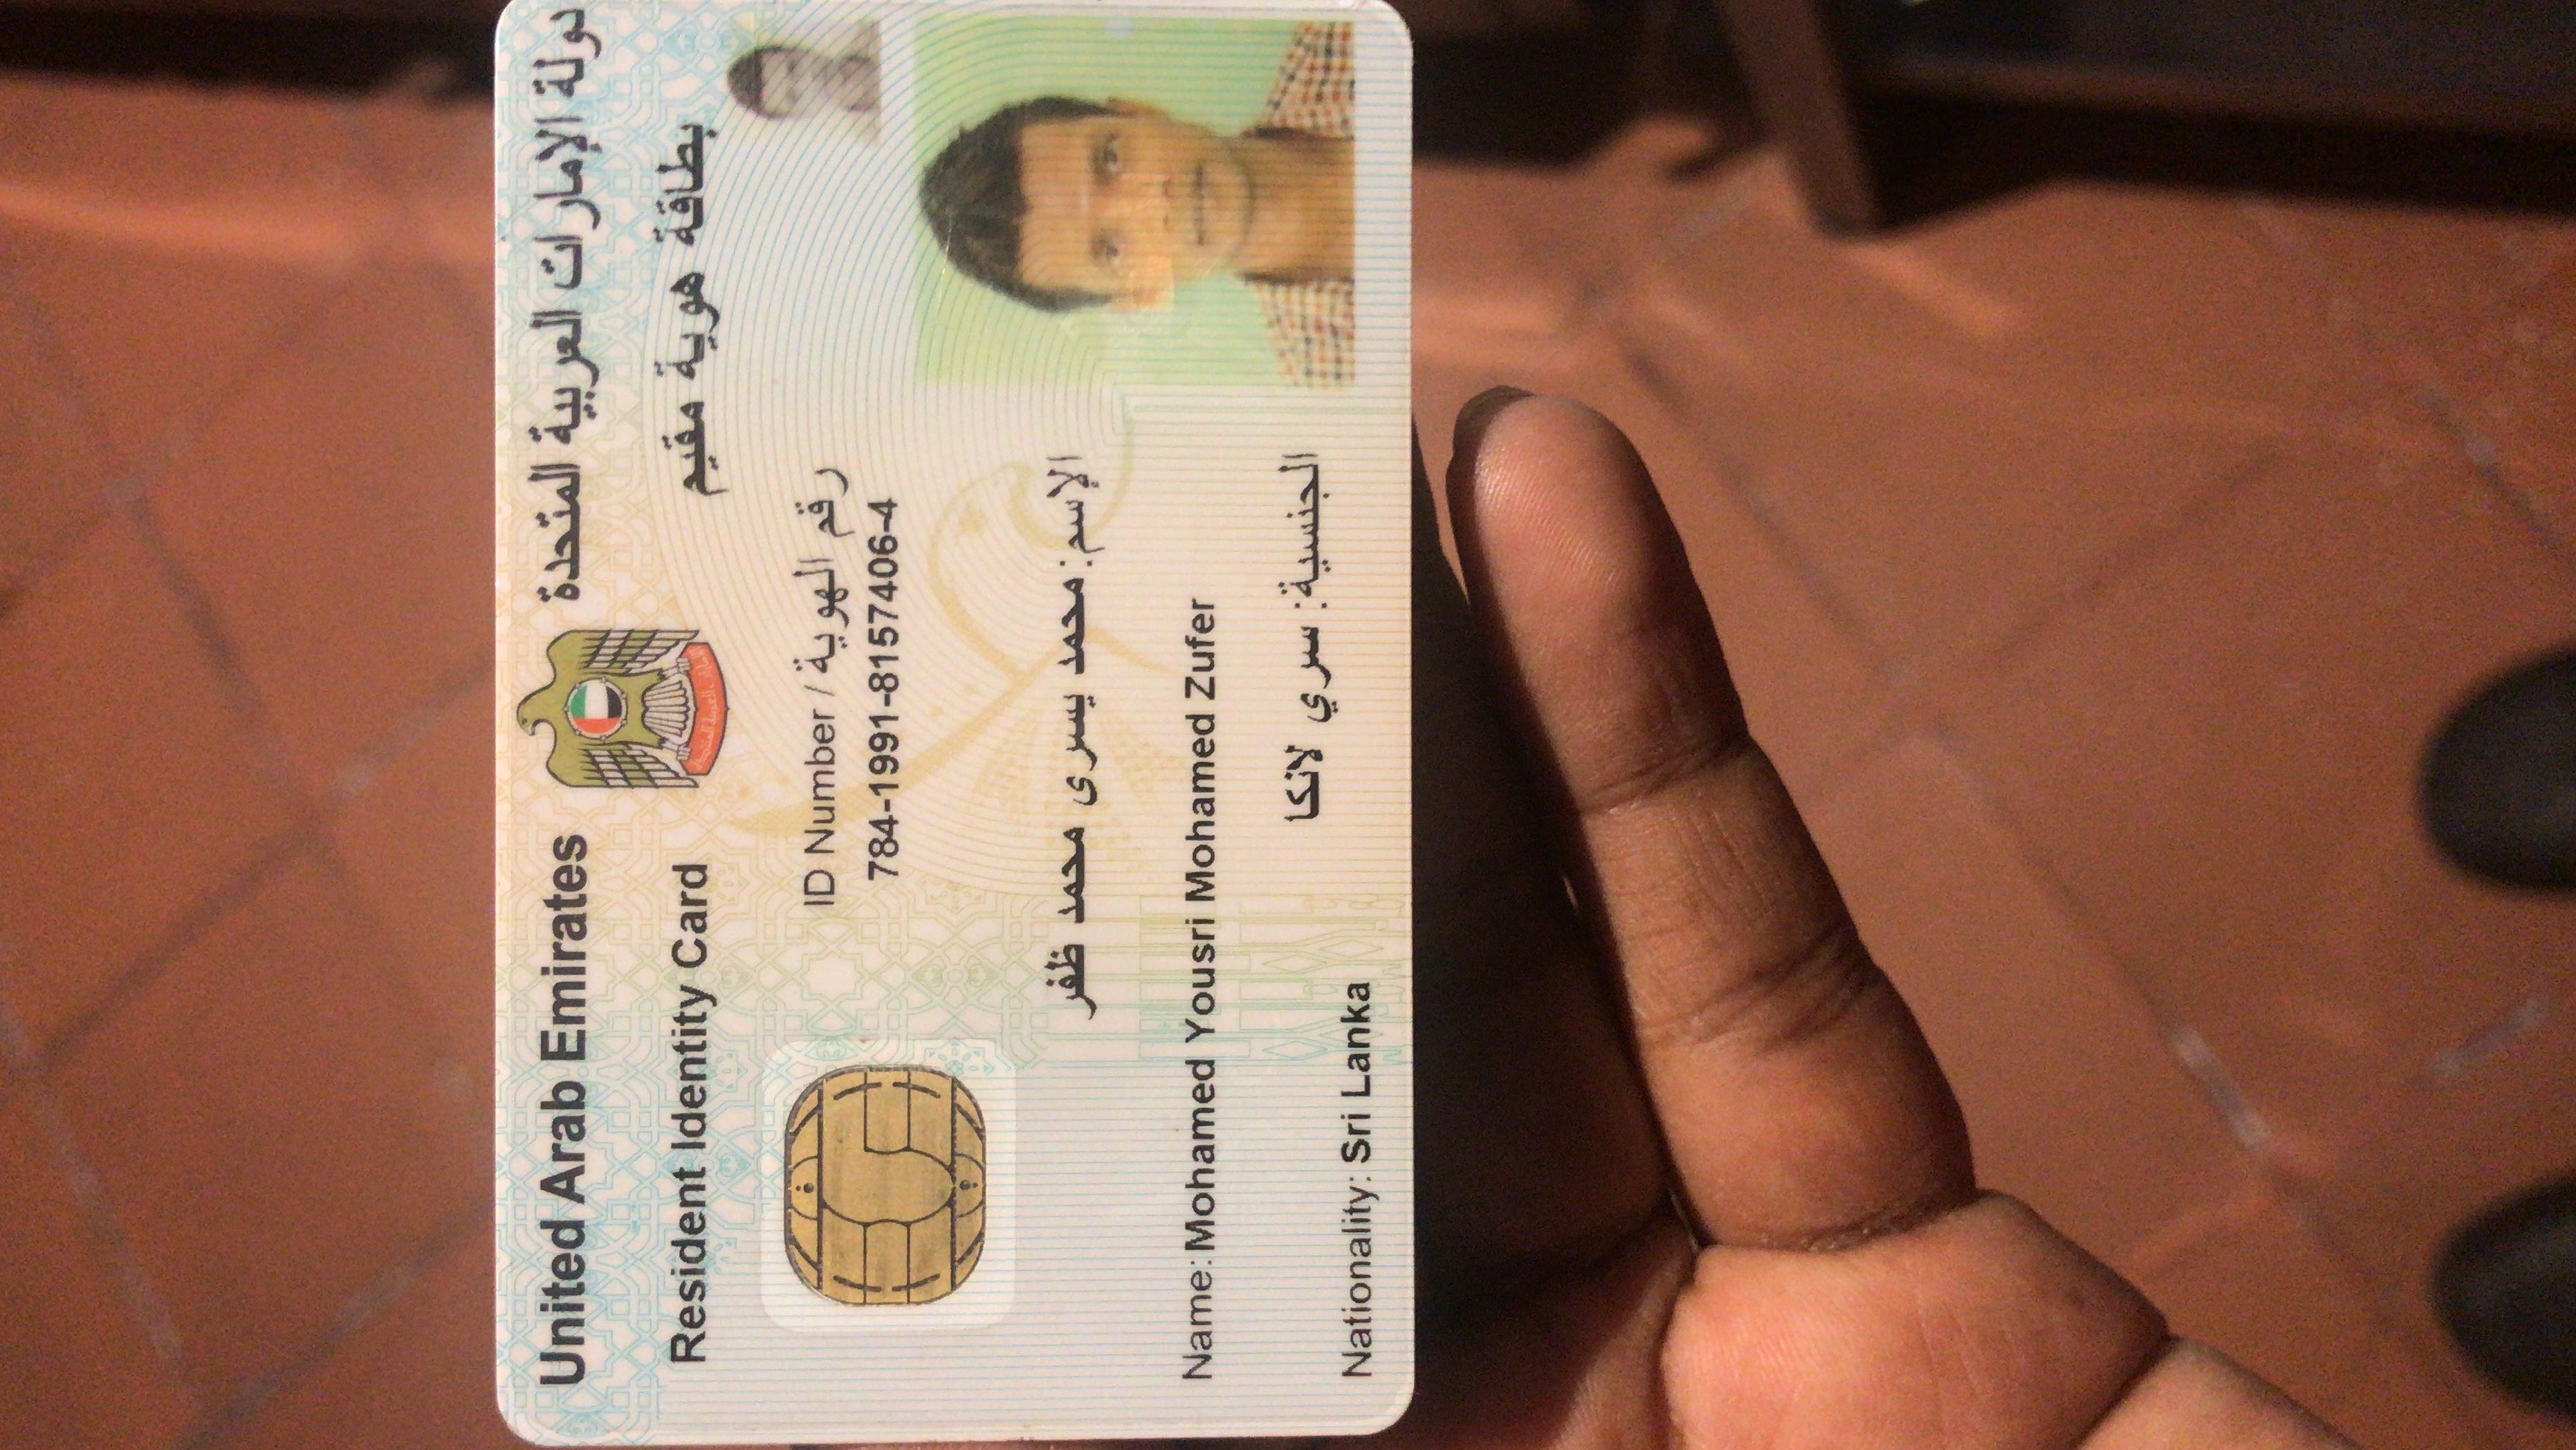 United Arab Emirates
دولة الإمارات العربية المتحدة
Resident Identity Card
بطاقة هوية مقيم
ID Number / رقم الهوية
784-1991-8157406-4
الإسم: محمد يسرى محمد ظفر
Name: Mohamed Yousri Mohamed Zufer
الجنسية: سري لانكا
Nationality: Sri Lanka